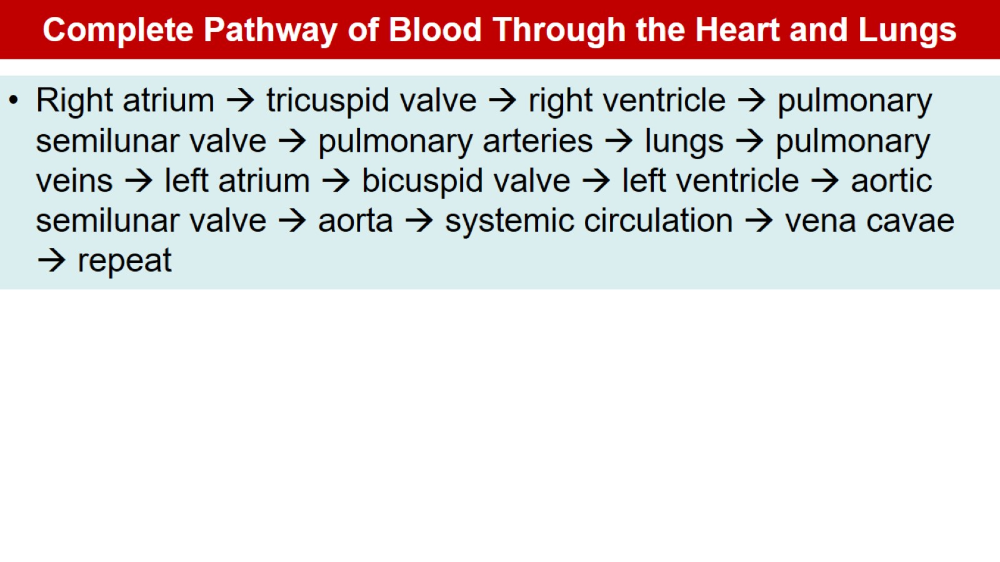 Complete Pathway of Blood Through the Heart and Lungs
• Right atrium → tricuspid valve → right ventricle → pulmonary
semilunar valve → pulmonary arteries → lungs → pulmonary
veins → left atrium → bicuspid valve → left ventricle → aortic
semilunar valve → aorta → systemic circulation → vena cavae
→ repeat